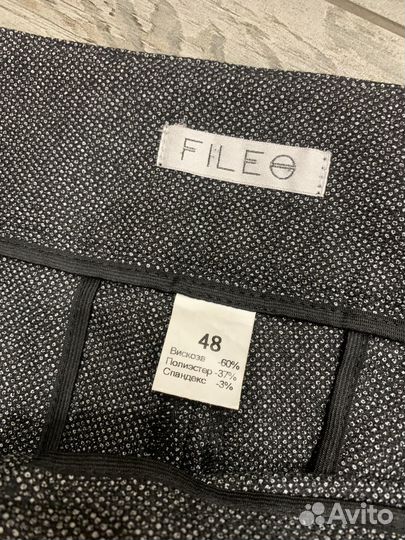 FILEO
48
Вискоза -60%
Полиэстер -37%
Спандекс -3%
Avito